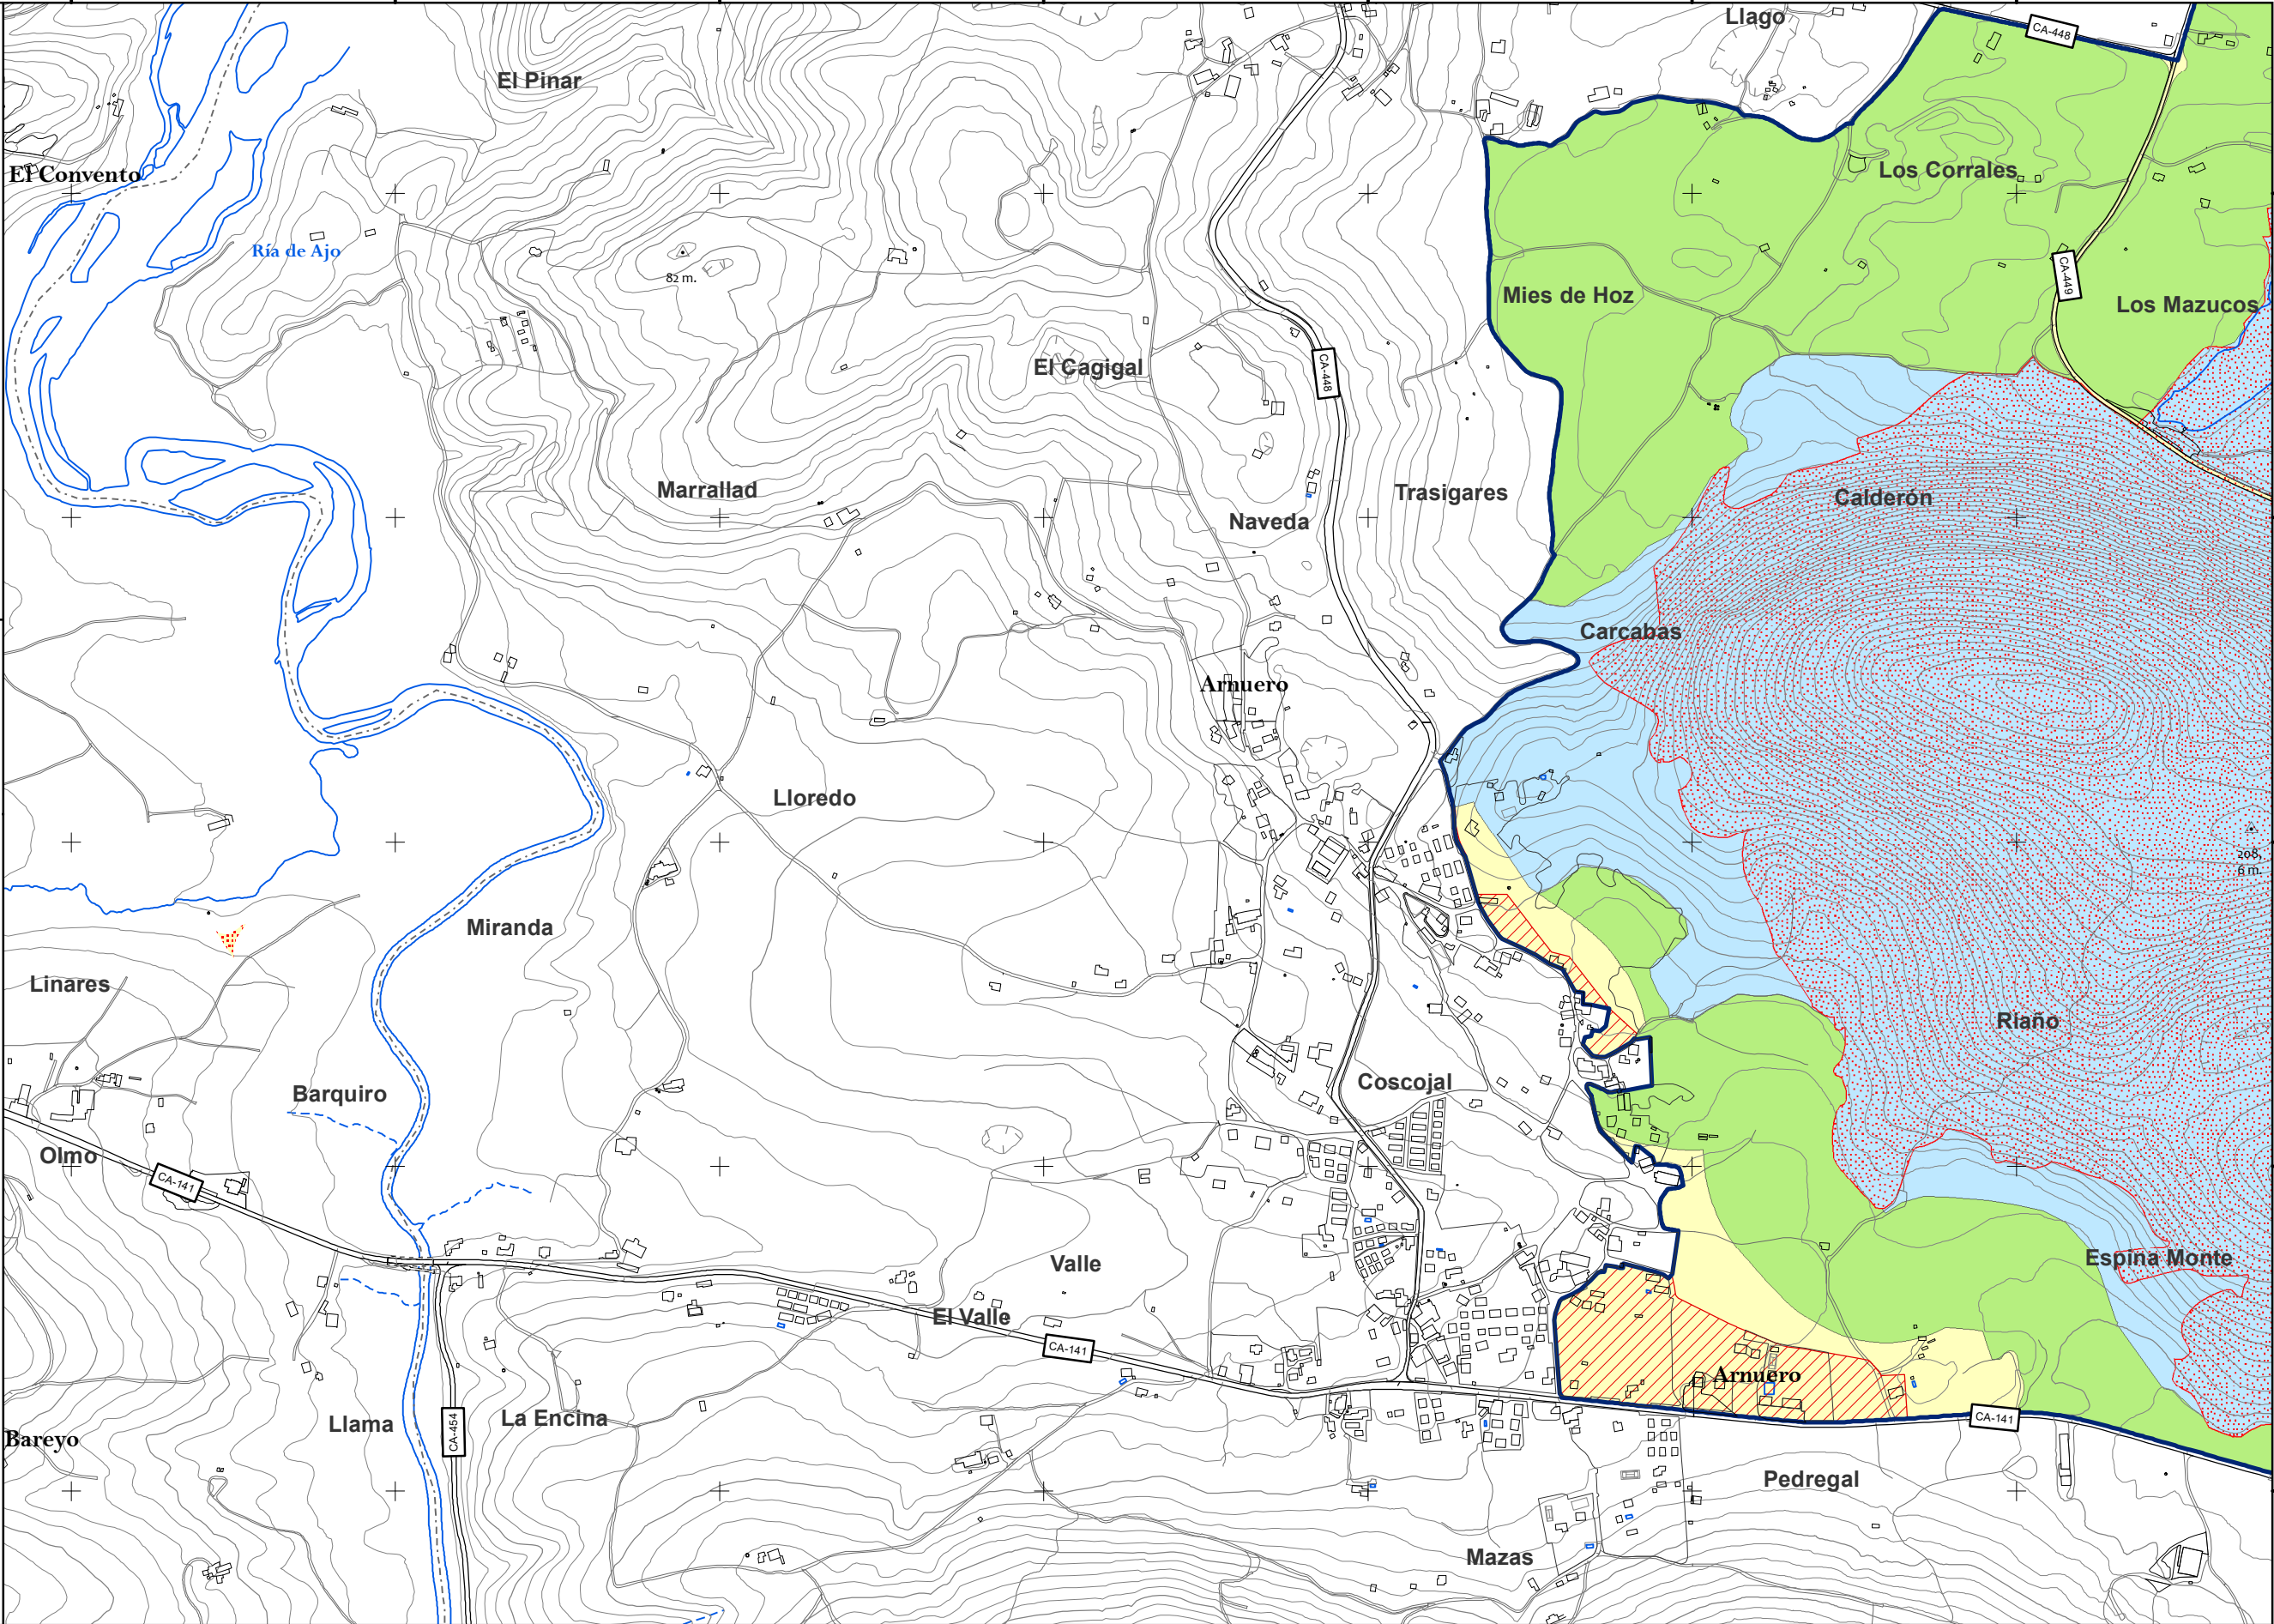 Llago
CA-448
El Pinar
El Convento
Los Corrales
Ría de Ajo
82 m.
Mies de Hoz
CA-449
Los Mazucos
El Cagigal
CA-448
Marrallad
Trasigares
Calderón
Naveda
Carcabas
Arnuero
Lloredo
208,
6 m.
Miranda
Linares
Riaño
Coscojal
Barquiro
Olmo
CA-141
Valle
Espina Monte
El Valle
CA-141
Arnuero
La Encina
Llama
CA-454
CA-141
Bareyo
Pedregal
Mazas